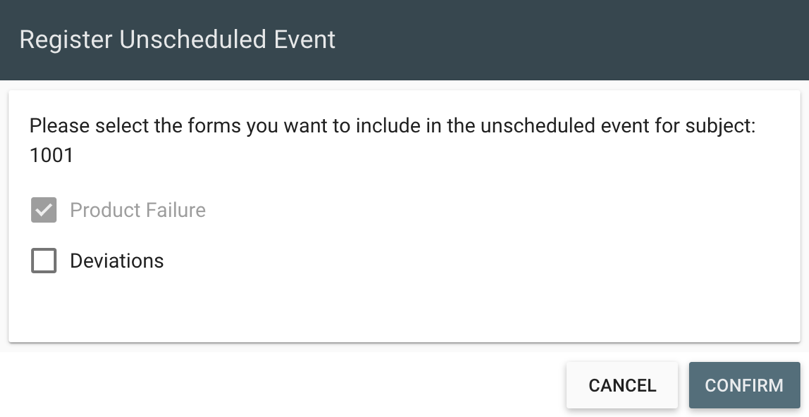 Register Unscheduled Event
Please select the forms you want to include in the unscheduled event for subject:
1001
Product Failure
Deviations
CANCEL
CONFIRM